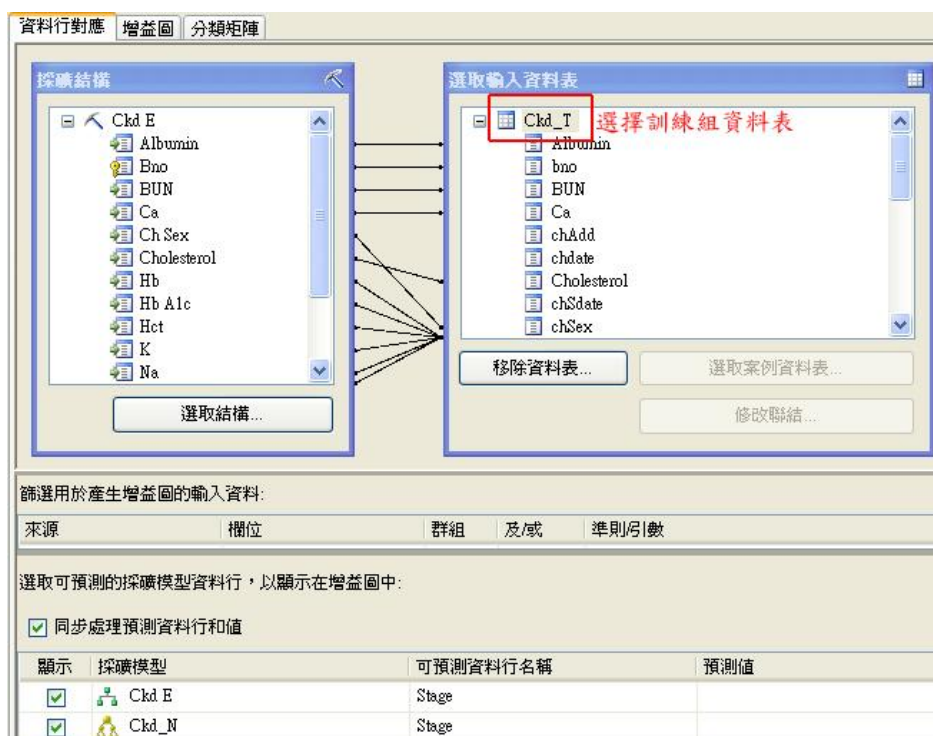 資料行對應 增益圖 分類矩陣
採礦結構
Ckd E
Albumin
Bno
BUN
Ca
Ch Sex
Cholesterol
Hb
Hb A1c
Hct
K
Na
選取結構...
選取輸入資料表
Ckd_T 選擇訓練組資料表
Albumin
bno
BUN
Ca
chAdd
chdate
Cholesterol
chSdate
chSex
移除資料表... 選取案例資料表...
修改聯結...
篩選用於產生增益圖的輸入資料:
來源 欄位 群組 及/或 準則/引數
選取可預測的採礦模型資料行,以顯示在增益圖中:
同步處理預測資料行和值
顯示 採礦模型 可預測資料行名稱 預測值
Ckd E Stage
Ckd_N Stage